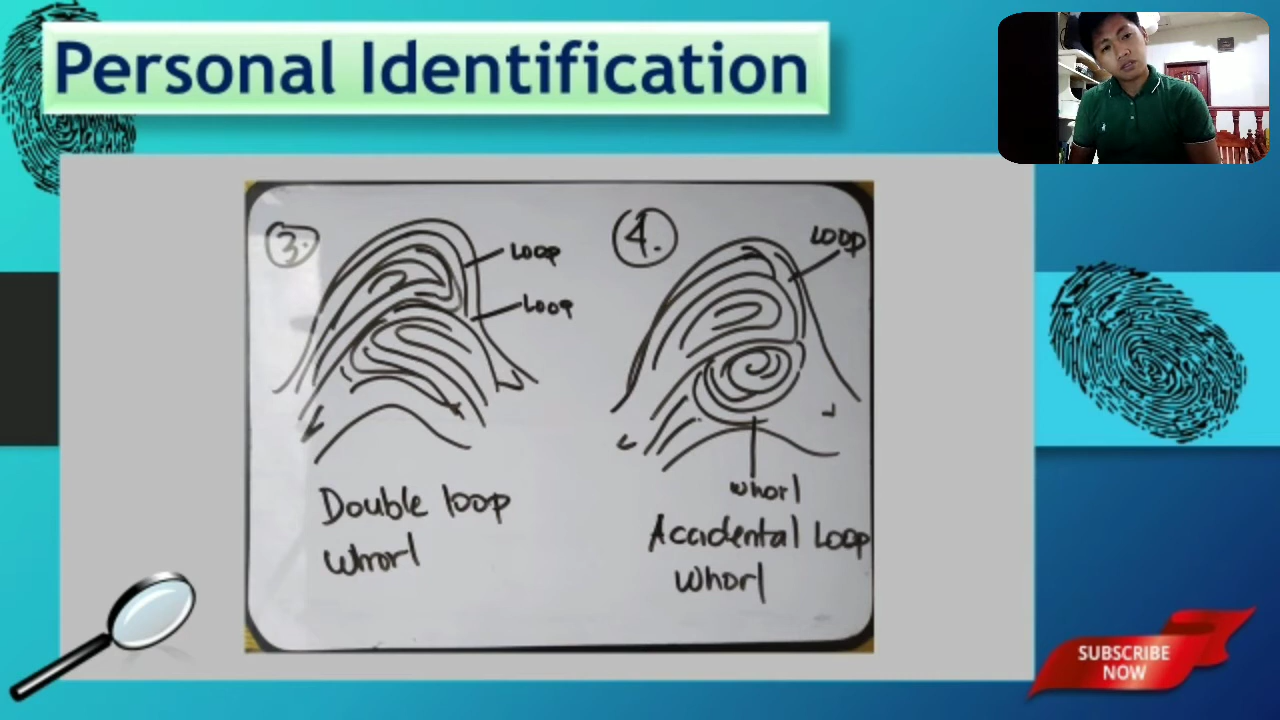 Personal Identification
3.
LOOP
LOOP
Double loop
Whorl
4.
LOOP
whorl
Accidental Loop
Whorl
SUBSCRIBE
NOW